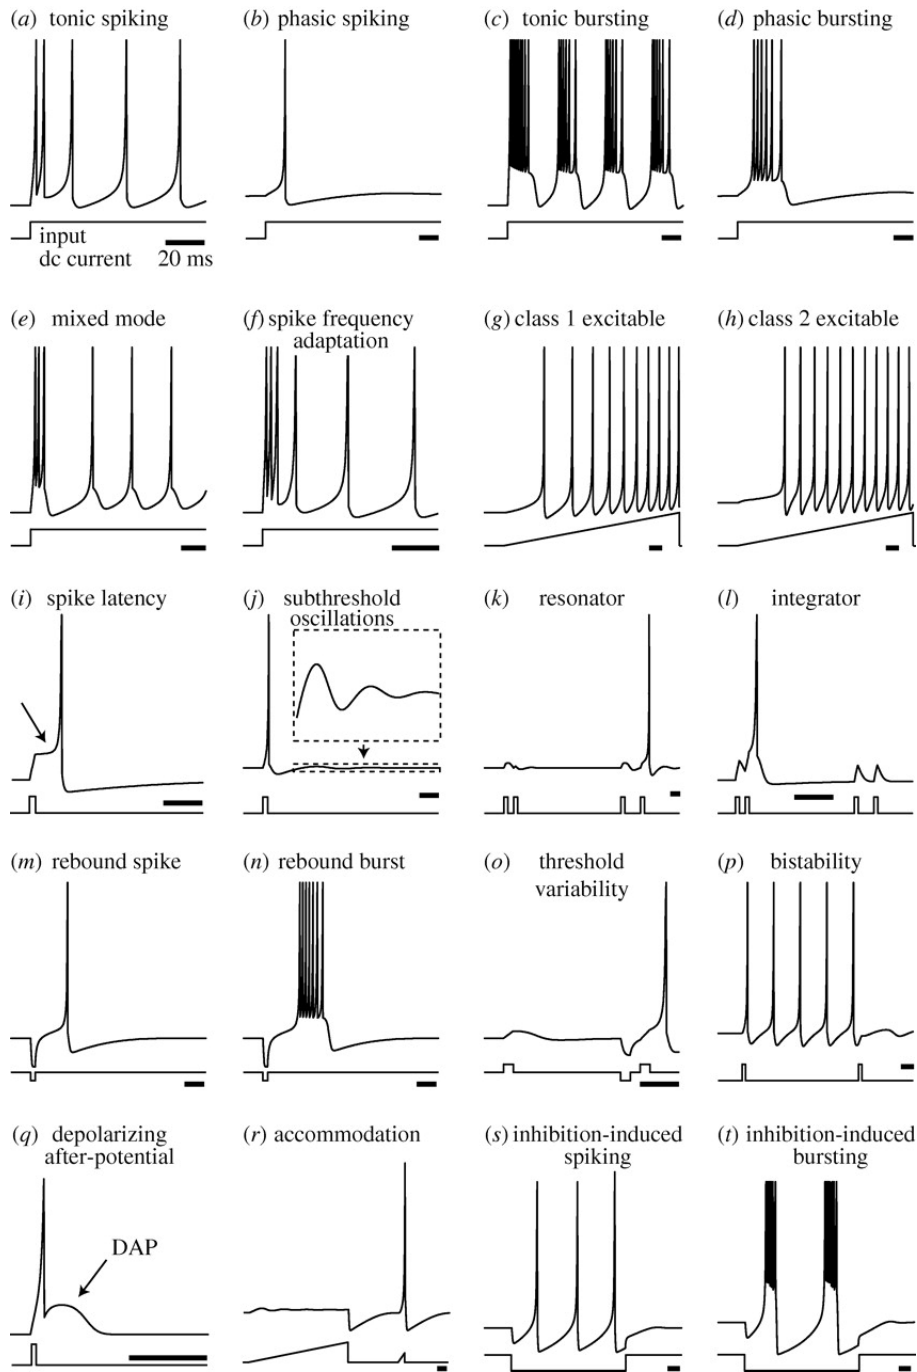 (a) tonic spiking
(b) phasic spiking
(c) tonic bursting
(d) phasic bursting
input
dc current
20 ms
(e) mixed mode
(f) spike frequency
adaptation
(g) class 1 excitable
(h) class 2 excitable
(i) spike latency
(j) subthreshold
oscillations
(k) resonator
(l) integrator
(m) rebound spike
(n) rebound burst
(o) threshold
variability
(p) bistability
(q) depolarizing
after-potential
DAP
(r) accommodation
(s) inhibition-induced
spiking
(t) inhibition-induced
bursting